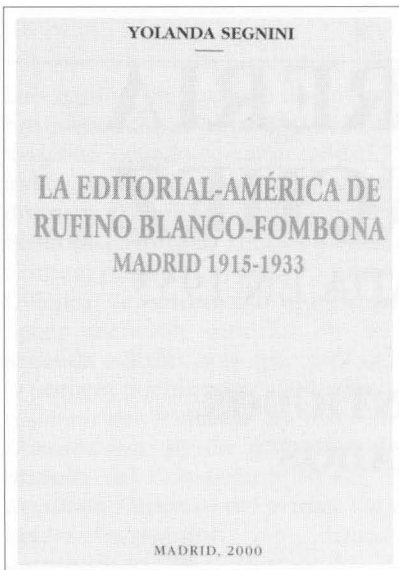 YOLANDA SEGNINI
LA EDITORIAL-AMÉRICA DE
RUFINO BLANCO-FOMBONA
MADRID 1915-1933
MADRID, 2000